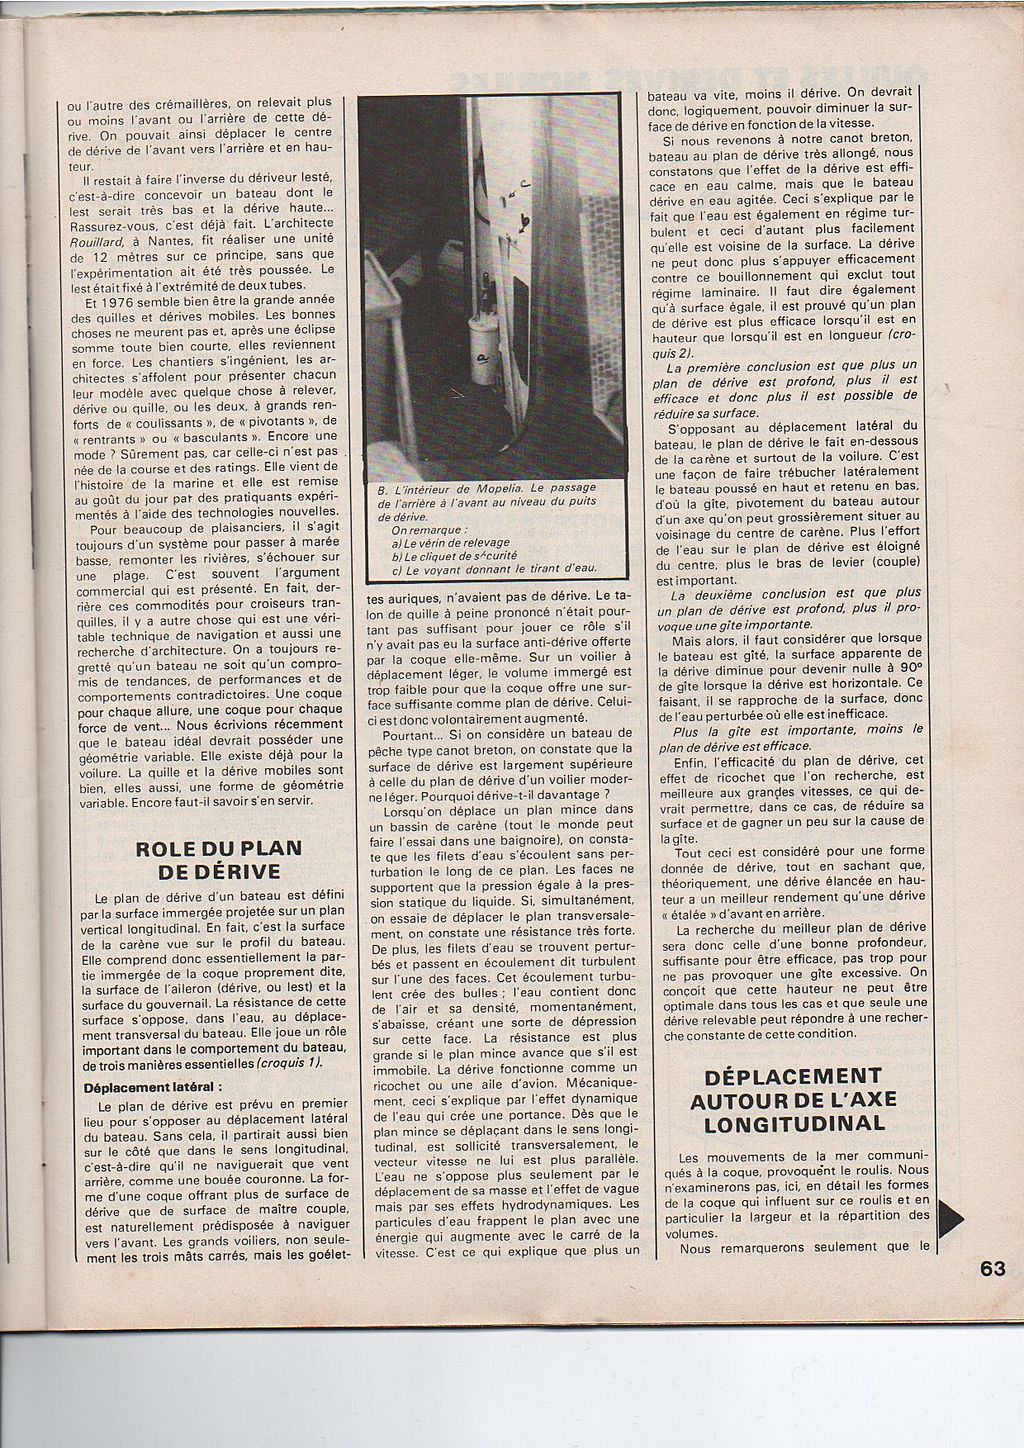 ou l'autre des crémaillères, on relevait plus
ou moins l'avant ou l'arrière de cette dé-
rive. On pouvait ainsi déplacer le centre
de dérive de l'avant vers l'arrière et en hau-
teur.
Il restait à faire l'inverse du dériveur lesté,
c'est-à-dire concevoir un bateau dont le
lest serait très bas et la dérive haute...
Rassurez-vous, c'est déjà fait. L'architecte
Rouillard, à Nantes, fit réaliser une unité
de 12 mètres sur ce principe, sans que
l'expérimentation ait été très poussée. Le
lest était fixé à l'extrémité de deux tubes.
Et 1976 semble bien être la grande année
des quilles et dérives mobiles. Les bonnes
choses ne meurent pas et, après une éclipse
somme toute bien courte, elles reviennent
en force. Les chantiers s'ingénient, les ar-
chitectes s'affolent pour présenter chacun
leur modèle avec quelque chose à relever,
dérive ou quille, ou les deux, à grands ren-
forts de « coulissants », de « pivotants », de
« rentrants » ou « basculants ». Encore une
mode ? Sûrement pas, car celle-ci n'est pas
née de la course et des ratings. Elle vient de
l'histoire de la marine et elle est remise
au goût du jour par des pratiquants expéri-
mentés à l'aide des technologies nouvelles.
Pour beaucoup de plaisanciers, il s'agit
toujours d'un système pour passer à marée
basse, remonter les rivières, s'échouer sur
une plage. C'est souvent l'argument
commercial qui est présenté. En fait, der-
rière ces commodités pour croiseurs tran-
quilles, il y a autre chose qui est une véri-
table technique de navigation et aussi une
recherche d'architecture. On a toujours re-
gretté qu'un bateau ne soit qu'un compro-
mis de tendances, de performances et de
comportements contradictoires. Une coque
pour chaque allure, une coque pour chaque
force de vent... Nous écrivions récemment
que le bateau idéal devrait posséder une
géométrie variable. Elle existe déjà pour la
voilure. La quille et la dérive mobiles sont
bien, elles aussi, une forme de géométrie
variable. Encore faut-il savoir s'en servir.
ROLE DU PLAN
DE DÉRIVE
Le plan de dérive d'un bateau est défini
par la surface immergée projetée sur un plan
vertical longitudinal. En fait, c'est la surface
de la carène vue sur le profil du bateau.
Elle comprend donc essentiellement la par-
tie immergée de la coque proprement dite,
la surface de l'aileron (dérive, ou lest) et la
surface du gouvernail. La résistance de cette
surface s'oppose, dans l'eau, au déplace-
ment transversal du bateau. Elle joue un rôle
important dans le comportement du bateau,
de trois manières essentielles (croquis 1).
Déplacement latéral :
Le plan de dérive est prévu en premier
lieu pour s'opposer au déplacement latéral
du bateau. Sans cela, il partirait aussi bien
sur le côté que dans le sens longitudinal,
c'est-à-dire qu'il ne naviguerait que vent
arrière, comme une bouée couronne. La for-
me d'une coque offrant plus de surface de
dérive que de surface de maître couple,
est naturellement prédisposée à naviguer
vers l'avant. Les grands voiliers, non seule-
ment les trois mâts carrés, mais les goélet-
B. L'intérieur de Mopelia. Le passage
de l'arrière à l'avant au niveau du puits
de dérive.
On remarque :
a) Le vérin de relevage
b) Le cliquet de s^curité
c) Le voyant donnant le tirant d'eau.
tes auriques, n'avaient pas de dérive. Le ta-
lon de quille à peine prononcé n'était pour-
tant pas suffisant pour jouer ce rôle s'il
n'y avait pas eu la surface anti-dérive offerte
par la coque elle-même. Sur un voilier à
déplacement léger, le volume immergé est
trop faible pour que la coque offre une sur-
face suffisante comme plan de dérive. Celui-
ci est donc volontairement augmenté.
Pourtant... Si on considère un bateau de
pêche type canot breton, on constate que la
surface de dérive est largement supérieure
à celle du plan de dérive d'un voilier moder-
ne léger. Pourquoi dérive-t-il davantage ?
Lorsqu'on déplace un plan mince dans
un bassin de carène (tout le monde peut
faire l'essai dans une baignoire), on consta-
te que les filets d'eau s'écoulent sans per-
turbation le long de ce plan. Les faces ne
supportent que la pression égale à la pres-
sion statique du liquide. Si, simultanément,
on essaie de déplacer le plan transversale-
ment, on constate une résistance très forte.
De plus, les filets d'eau se trouvent pertur-
bés et passent en écoulement dit turbulent
sur l'une des faces. Cet écoulement turbu-
lent crée des bulles ; l'eau contient donc
de l'air et sa densité, momentanément,
s'abaisse, créant une sorte de dépression
sur cette face. La résistance est plus
grande si le plan mince avance que s'il est
immobile. La dérive fonctionne comme un
ricochet ou une aile d'avion. Mécanique-
ment, ceci s'explique par l'effet dynamique
de l'eau qui crée une portance. Dès que le
plan mince se déplaçant dans le sens longi-
tudinal, est sollicité transversalement, le
vecteur vitesse ne lui est plus parallèle.
L'eau ne s'oppose plus seulement par le
déplacement de sa masse et l'effet de vague
mais par ses effets hydrodynamiques. Les
particules d'eau frappent le plan avec une
énergie qui augmente avec le carré de la
vitesse. C'est ce qui explique que plus un
bateau va vite, moins il dérive. On devrait
donc, logiquement, pouvoir diminuer la sur-
face de dérive en fonction de la vitesse.
Si nous revenons à notre canot breton,
bateau au plan de dérive très allongé, nous
constatons que l'effet de la dérive est effi-
cace en eau calme, mais que le bateau
dérive en eau agitée. Ceci s'explique par le
fait que l'eau est également en régime tur-
bulent et ceci d'autant plus facilement
qu'elle est voisine de la surface. La dérive
ne peut donc plus s'appuyer efficacement
contre ce bouillonnement qui exclut tout
régime laminaire. Il faut dire également
qu'à surface égale, il est prouvé qu'un plan
de dérive est plus efficace lorsqu'il est en
hauteur que lorsqu'il est en longueur (cro-
quis 2).
La première conclusion est que plus un
plan de dérive est profond, plus il est
efficace et donc plus il est possible de
réduire sa surface.
S'opposant au déplacement latéral du
bateau, le plan de dérive le fait en-dessous
de la carène et surtout de la voilure. C'est
une façon de faire trébucher latéralement
le bateau poussé en haut et retenu en bas,
d'où la gîte, pivotement du bateau autour
d'un axe qu'on peut grossièrement situer au
voisinage du centre de carène. Plus l'effort
de l'eau sur le plan de dérive est éloigné
du centre, plus le bras de levier (couple)
est important.
La deuxième conclusion est que plus
un plan de dérive est profond, plus il pro-
voque une gîte importante.
Mais alors, il faut considérer que lorsque
le bateau est gîté, la surface apparente de
la dérive diminue pour devenir nulle à 90°
de gîte lorsque la dérive est horizontale. Ce
faisant, il se rapproche de la surface, donc
de l'eau perturbée où elle est inefficace.
Plus la gîte est importante, moins le
plan de dérive est efficace.
Enfin, l'efficacité du plan de dérive, cet
effet de ricochet que l'on recherche, est
meilleure aux grandes vitesses, ce qui de-
vrait permettre, dans ce cas, de réduire sa
surface et de gagner un peu sur la cause de
la gîte.
Tout ceci est considéré pour une forme
donnée de dérive, tout en sachant que,
théoriquement, une dérive élancée en hau-
teur a un meilleur rendement qu'une dérive
« étalée » d'avant en arrière.
La recherche du meilleur plan de dérive
sera donc celle d'une bonne profondeur,
suffisante pour être efficace, pas trop pour
ne pas provoquer une gîte excessive. On
conçoit que cette hauteur ne peut être
optimale dans tous les cas et que seule une
dérive relevable peut répondre à une recher-
che constante de cette condition.
DÉPLACEMENT
AUTOUR DE L'AXE
LONGITUDINAL
Les mouvements de la mer communi-
qués à la coque, provoquent le roulis. Nous
n'examinerons pas, ici, en détail les formes
de la coque qui influent sur ce roulis et en
particulier la largeur et la répartition des
volumes.
Nous remarquerons seulement que le
63